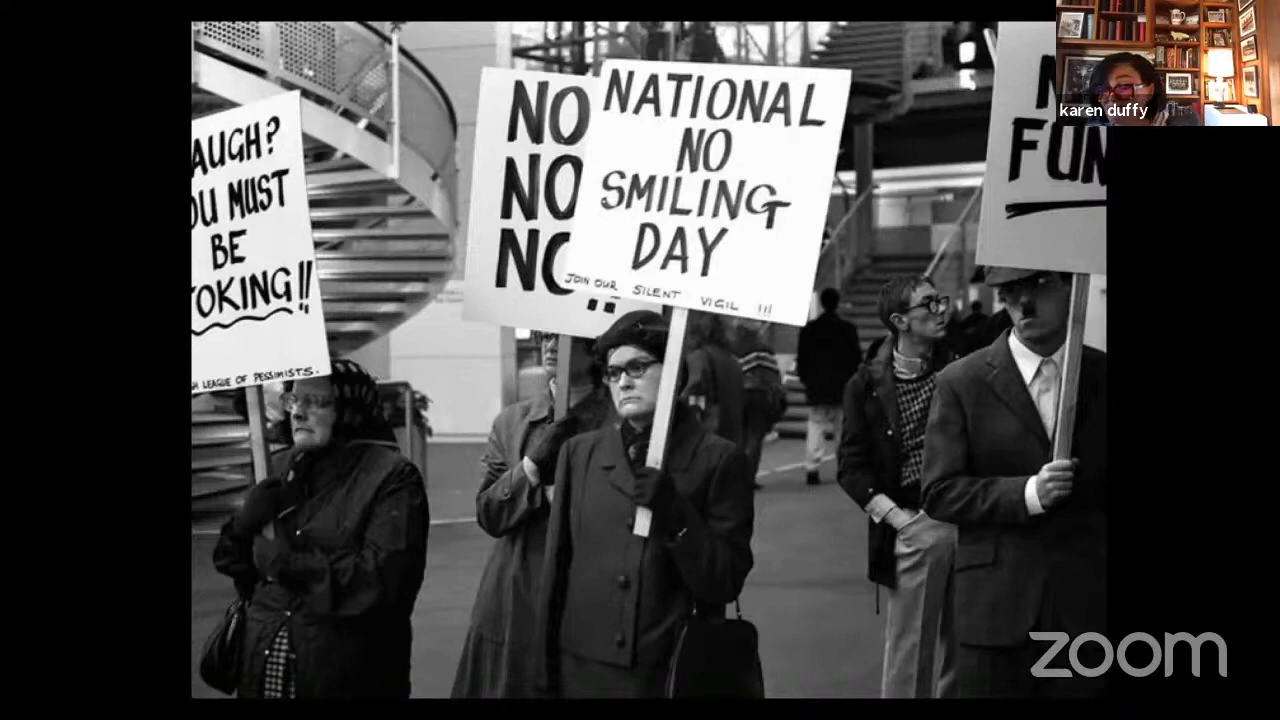 AUGH?
OU MUST
BE
OKING!!
LEAGUE OF PESSIMISTS.
NO
NO
NO
!!
NATIONAL
NO
SMILING
DAY
JOIN OUR SILENT VIGIL !!!
N
FUN
karen duffy
zoom